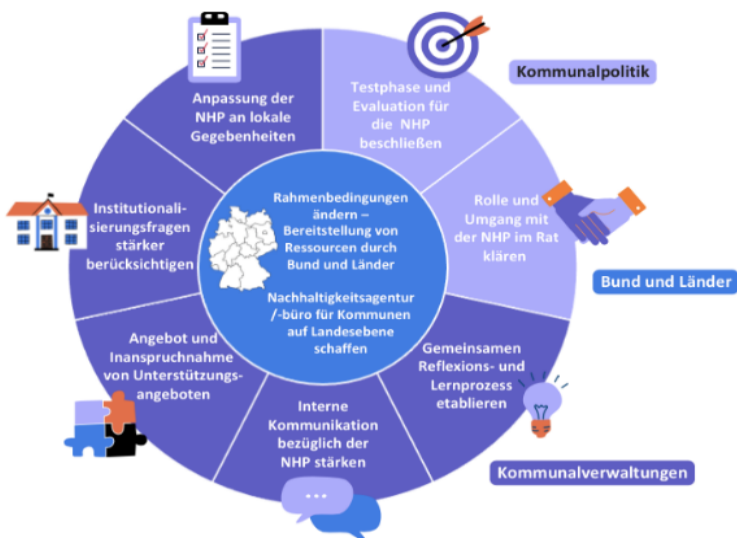 Kommunalpolitik
Testphase und
Evaluation für
die NHP
beschließen
Rolle und
Umgang mit
der NHP im Rat
klären
Bund und Länder
Gemeinsamen
Reflexions- und
Lernprozess
etablieren
Kommunalverwaltungen
Interne
Kommunikation
bezüglich der
NHP stärken
...
Angebot und
Inanspruchnahme
von Unterstützungs-
angeboten
Institutionali-
sierungsfragen
stärker
berücksichtigen
Anpassung der
NHP an lokale
Gegebenheiten
Rahmenbedingungen
ändern –
Bereitstellung von
Ressourcen durch
Bund und Länder
Nachhaltigkeitsagentur
/-büro für Kommunen
auf Landesebene
schaffen